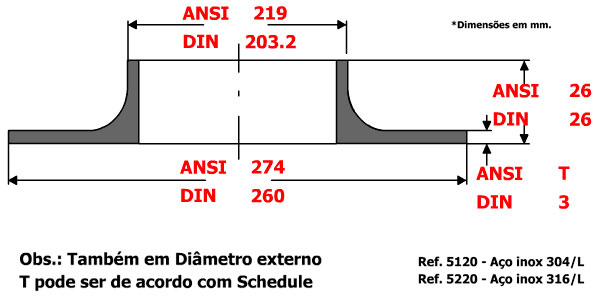 ANSI 219
DIN 203.2
*Dimensões em mm.
ANSI 26
DIN 26
ANSI 274
DIN 260
ANSI T
DIN 3
Obs.: Também em Diâmetro externo
T pode ser de acordo com Schedule
Ref. 5120 - Aço inox 304/L
Ref. 5220 - Aço inox 316/L